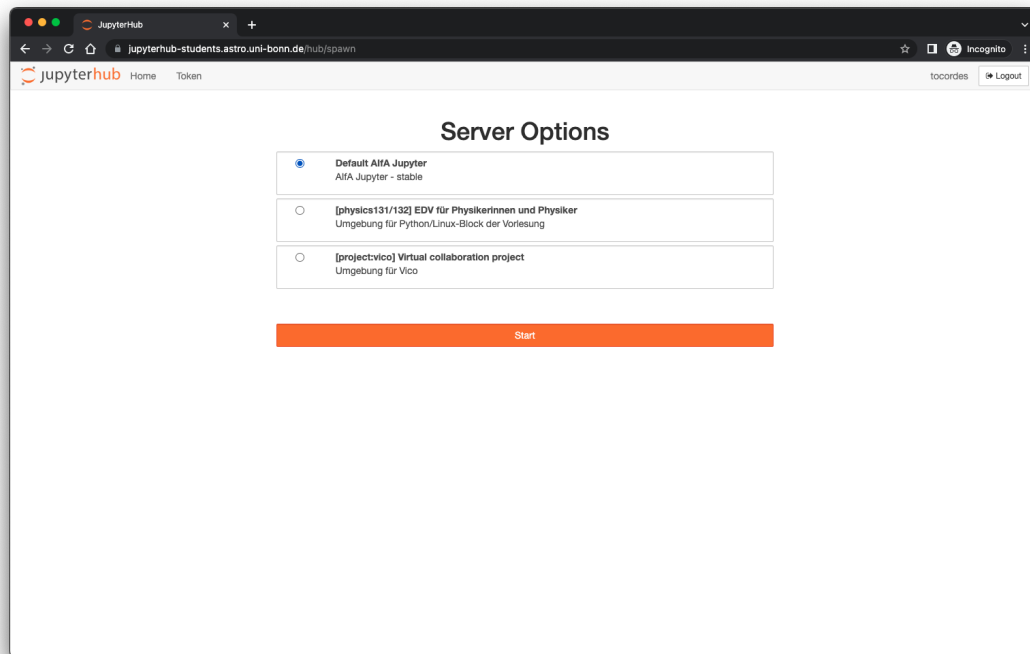 JupyterHub
jupyterhub-students.astro.uni-bonn.de/hub/spawn
Incognito
jupyterhub Home Token tocordes Logout
Server Options
Default AlfA Jupyter
AlfA Jupyter - stable
[physics131/132] EDV für Physikerinnen und Physiker
Umgebung für Python/Linux-Block der Vorlesung
[project:vico] Virtual collaboration project
Umgebung für Vico
Start